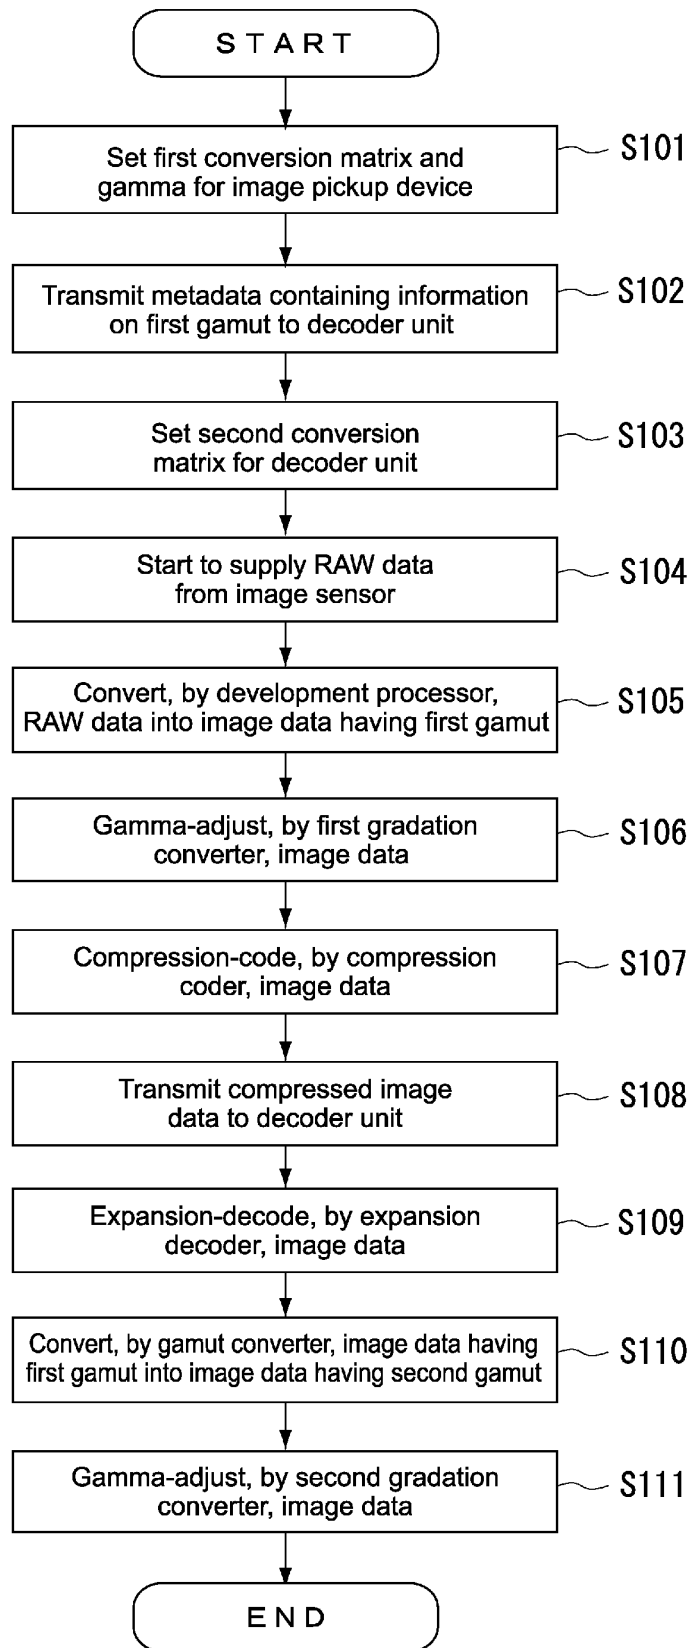 START
Set first conversion matrix and
gamma for image pickup device
S101
Transmit metadata containing information
on first gamut to decoder unit
S102
Set second conversion
matrix for decoder unit
S103
Start to supply RAW data
from image sensor
S104
Convert, by development processor,
RAW data into image data having first gamut
S105
Gamma-adjust, by first gradation
converter, image data
S106
Compression-code, by compression
coder, image data
S107
Transmit compressed image
data to decoder unit
S108
Expansion-decode, by expansion
decoder, image data
S109
Convert, by gamut converter, image data having
first gamut into image data having second gamut
S110
Gamma-adjust, by second gradation
converter, image data
S111
END